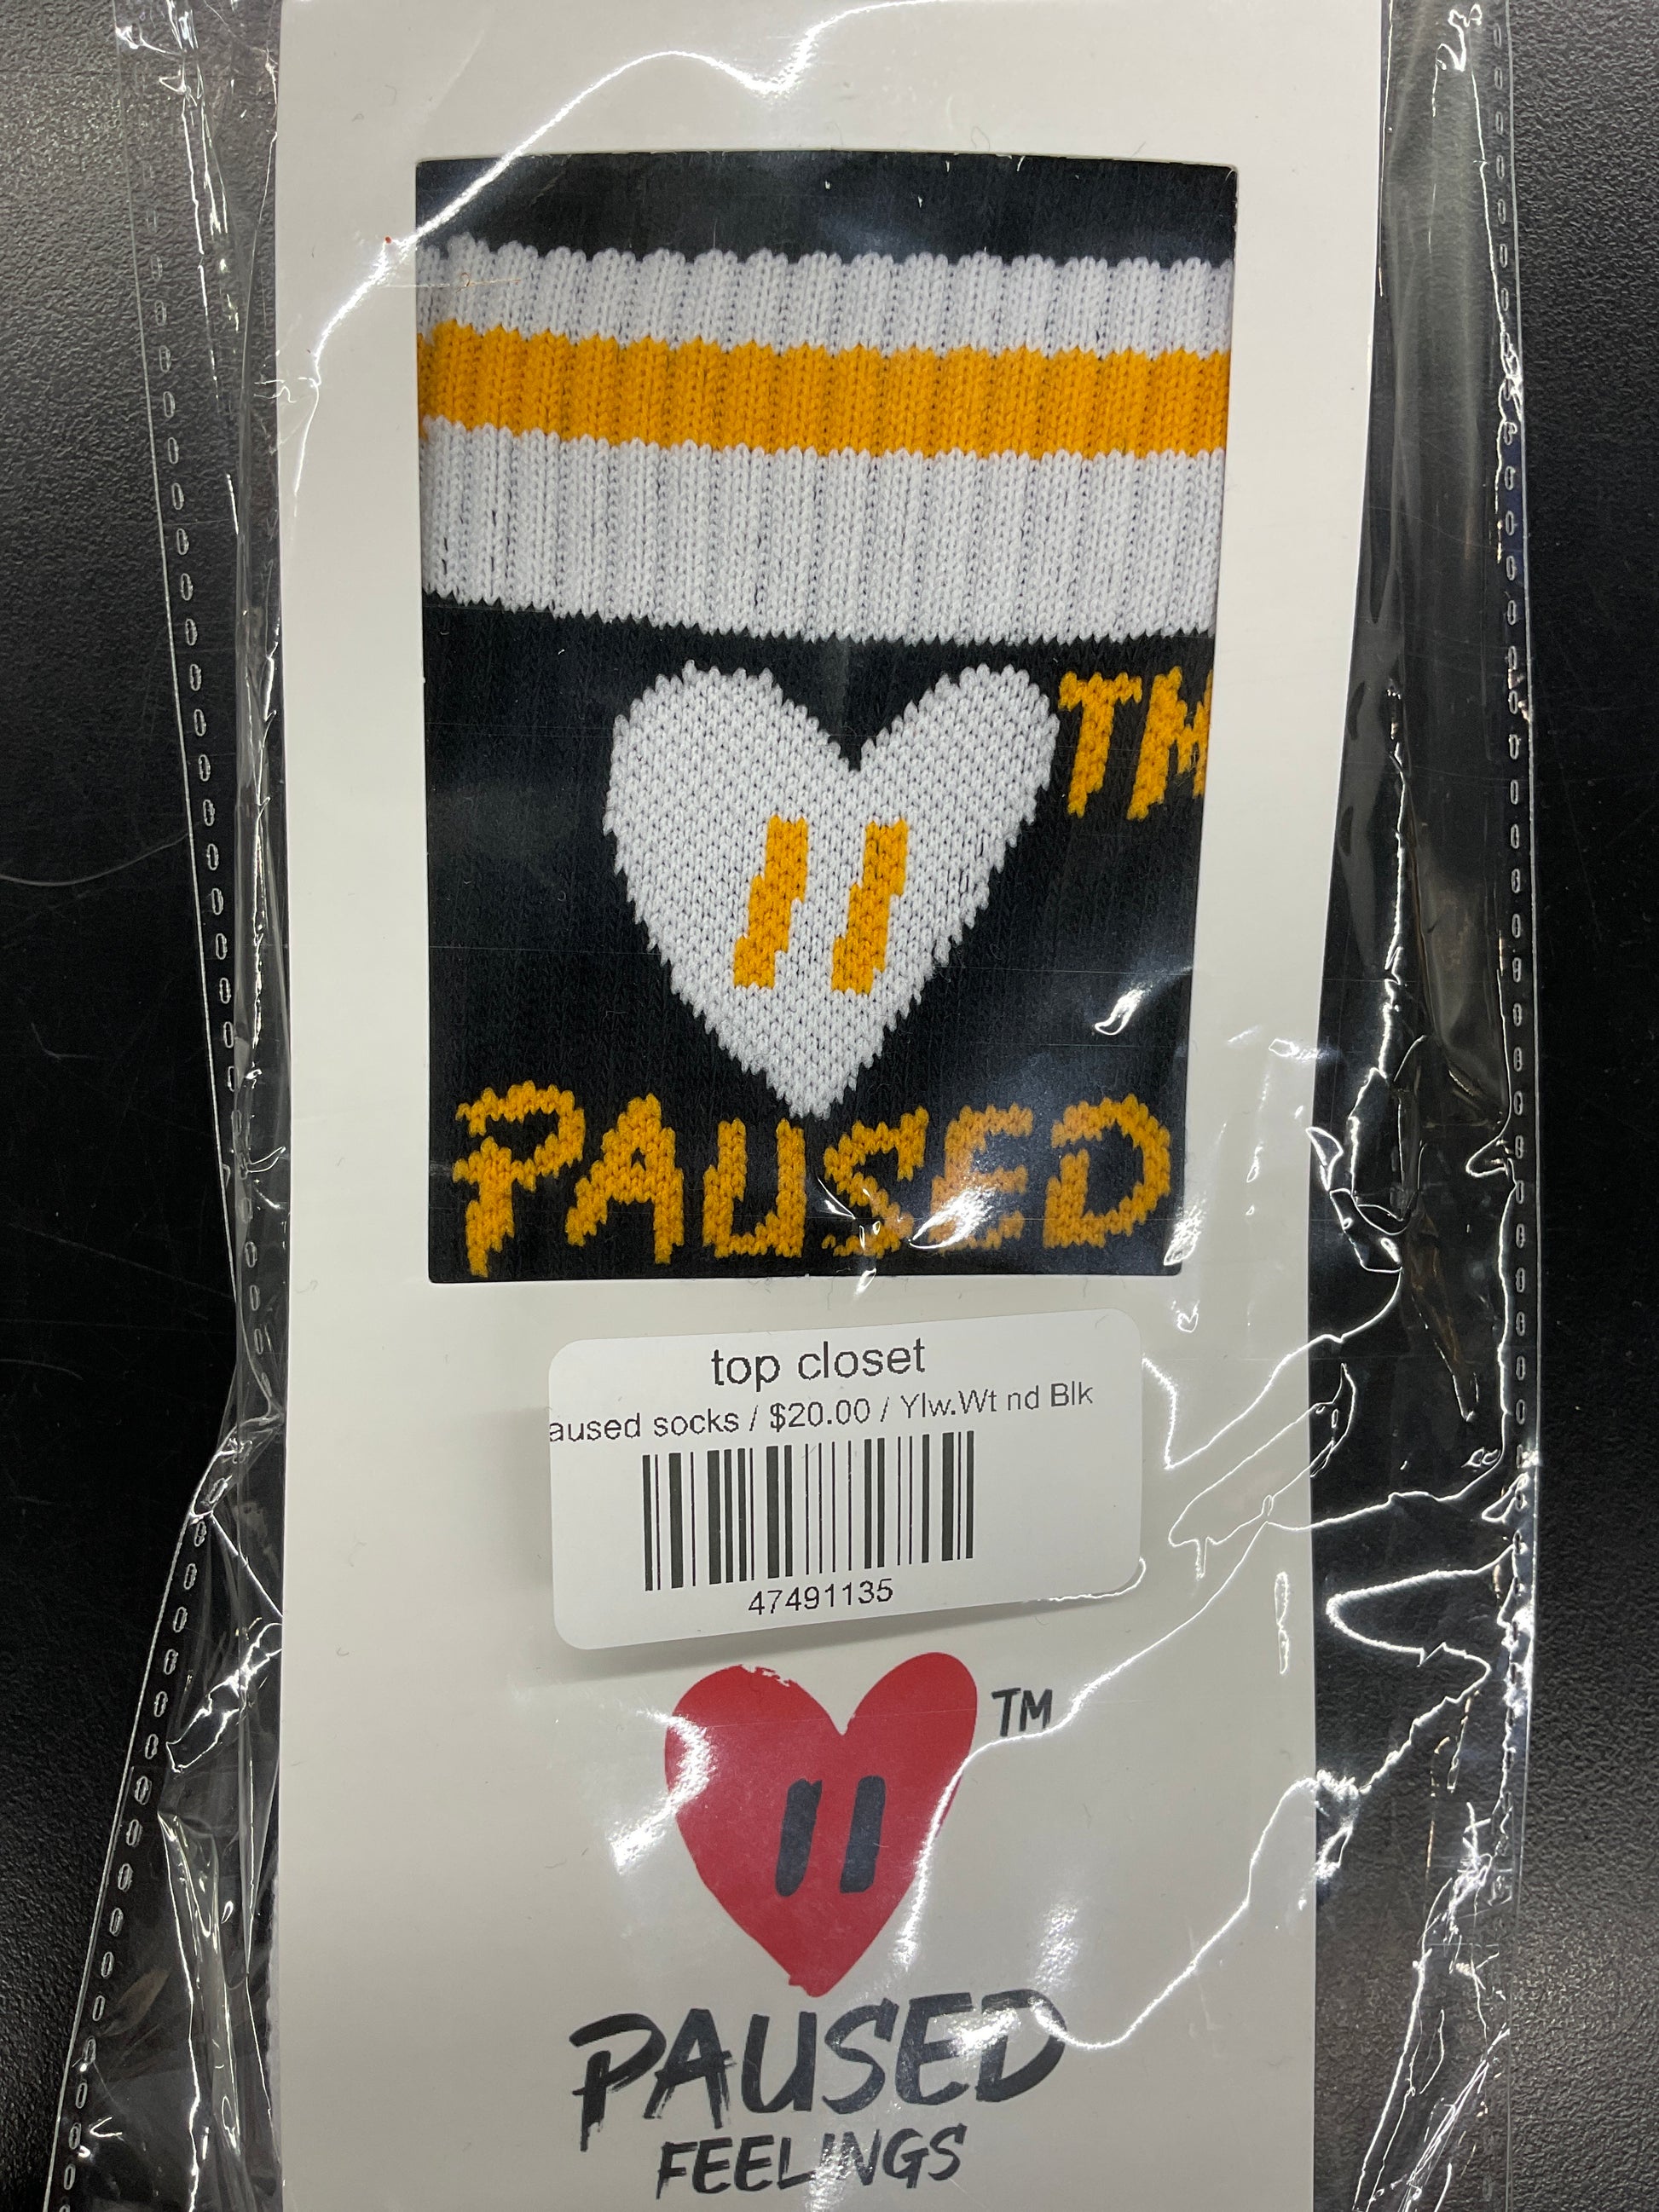 TM
PAUSED
top closet
aused socks / $20.00 / Ylw.Wt nd Blk
47491135
TM
PAUSED
FEELINGS